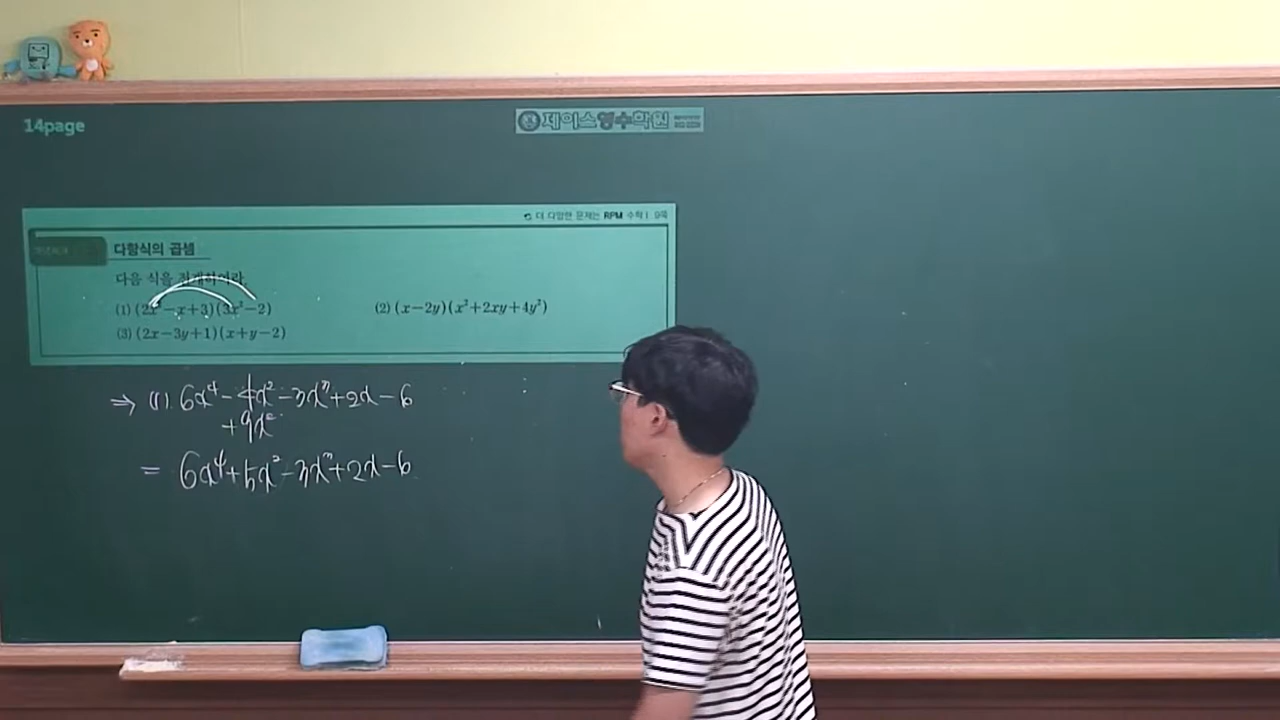 14page
제이스영수학원
더 다양한 문제는 RPM 수학Ⅰ 9쪽
다항식의 곱셈
다음 식을 전개하여라.
(1) (2x²−x+3)(3x²−2)
(2) (x−2y)(x²+2xy+4y²)
(3) (2x−3y+1)(x+y−2)
⇒ (1) 6x⁴−4x²−3x³+2x−6
+9x²
= 6x⁴+5x²−3x³+2x−6